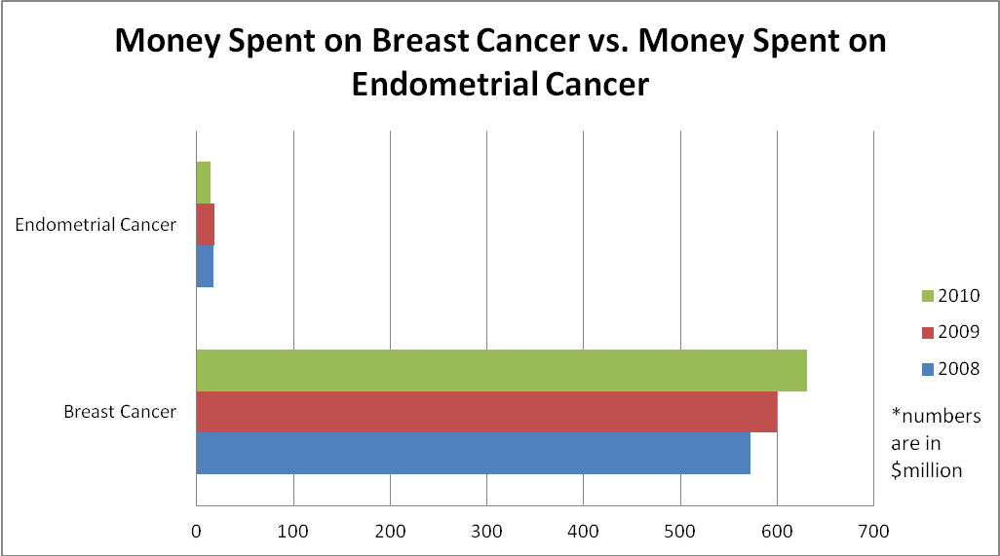 Money Spent on Breast Cancer vs. Money Spent on
Endometrial Cancer
Endometrial Cancer
Breast Cancer
0 100 200 300 400 500 600 700
2010
2009
2008
*numbers
are in
$million